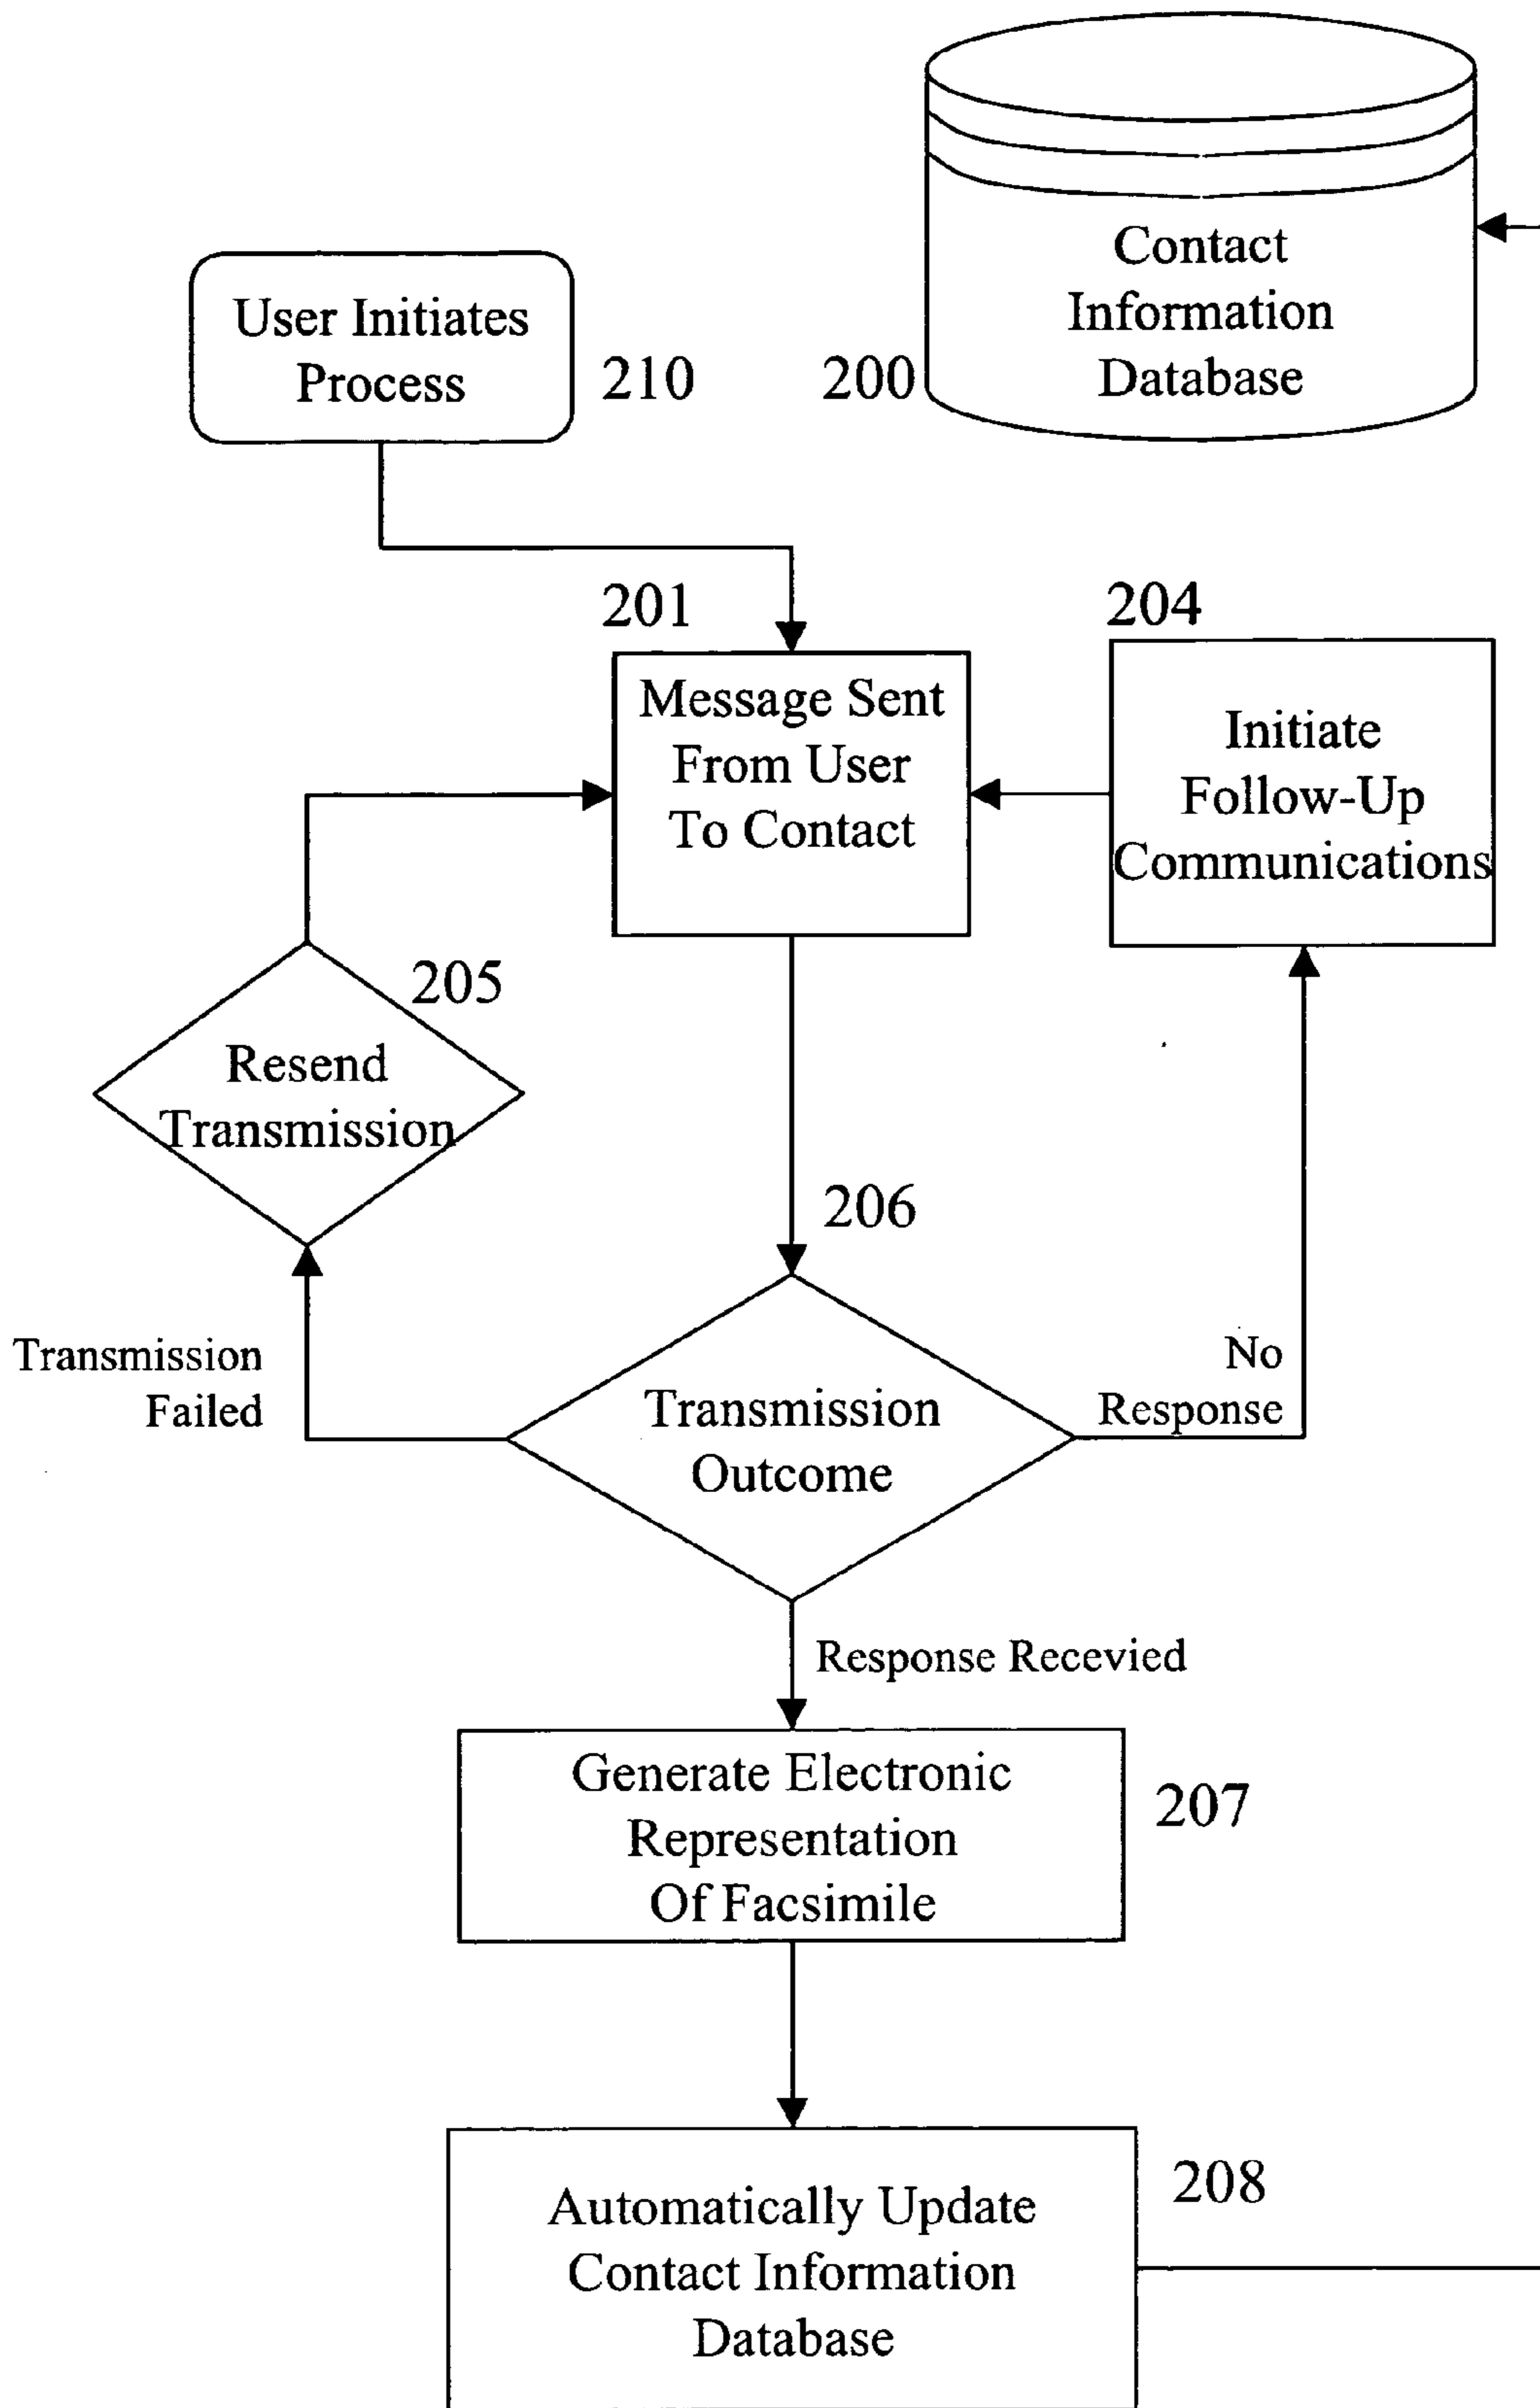 Contact
Information
Database
200
User Initiates
Process
210
201
Message Sent
From User
To Contact
204
Initiate
Follow-Up
Communications
205
Resend
Transmission
206
Transmission
Failed
Transmission
Outcome
No
Response
Response Recevied
Generate Electronic
Representation
Of Facsimile
207
208
Automatically Update
Contact Information
Database